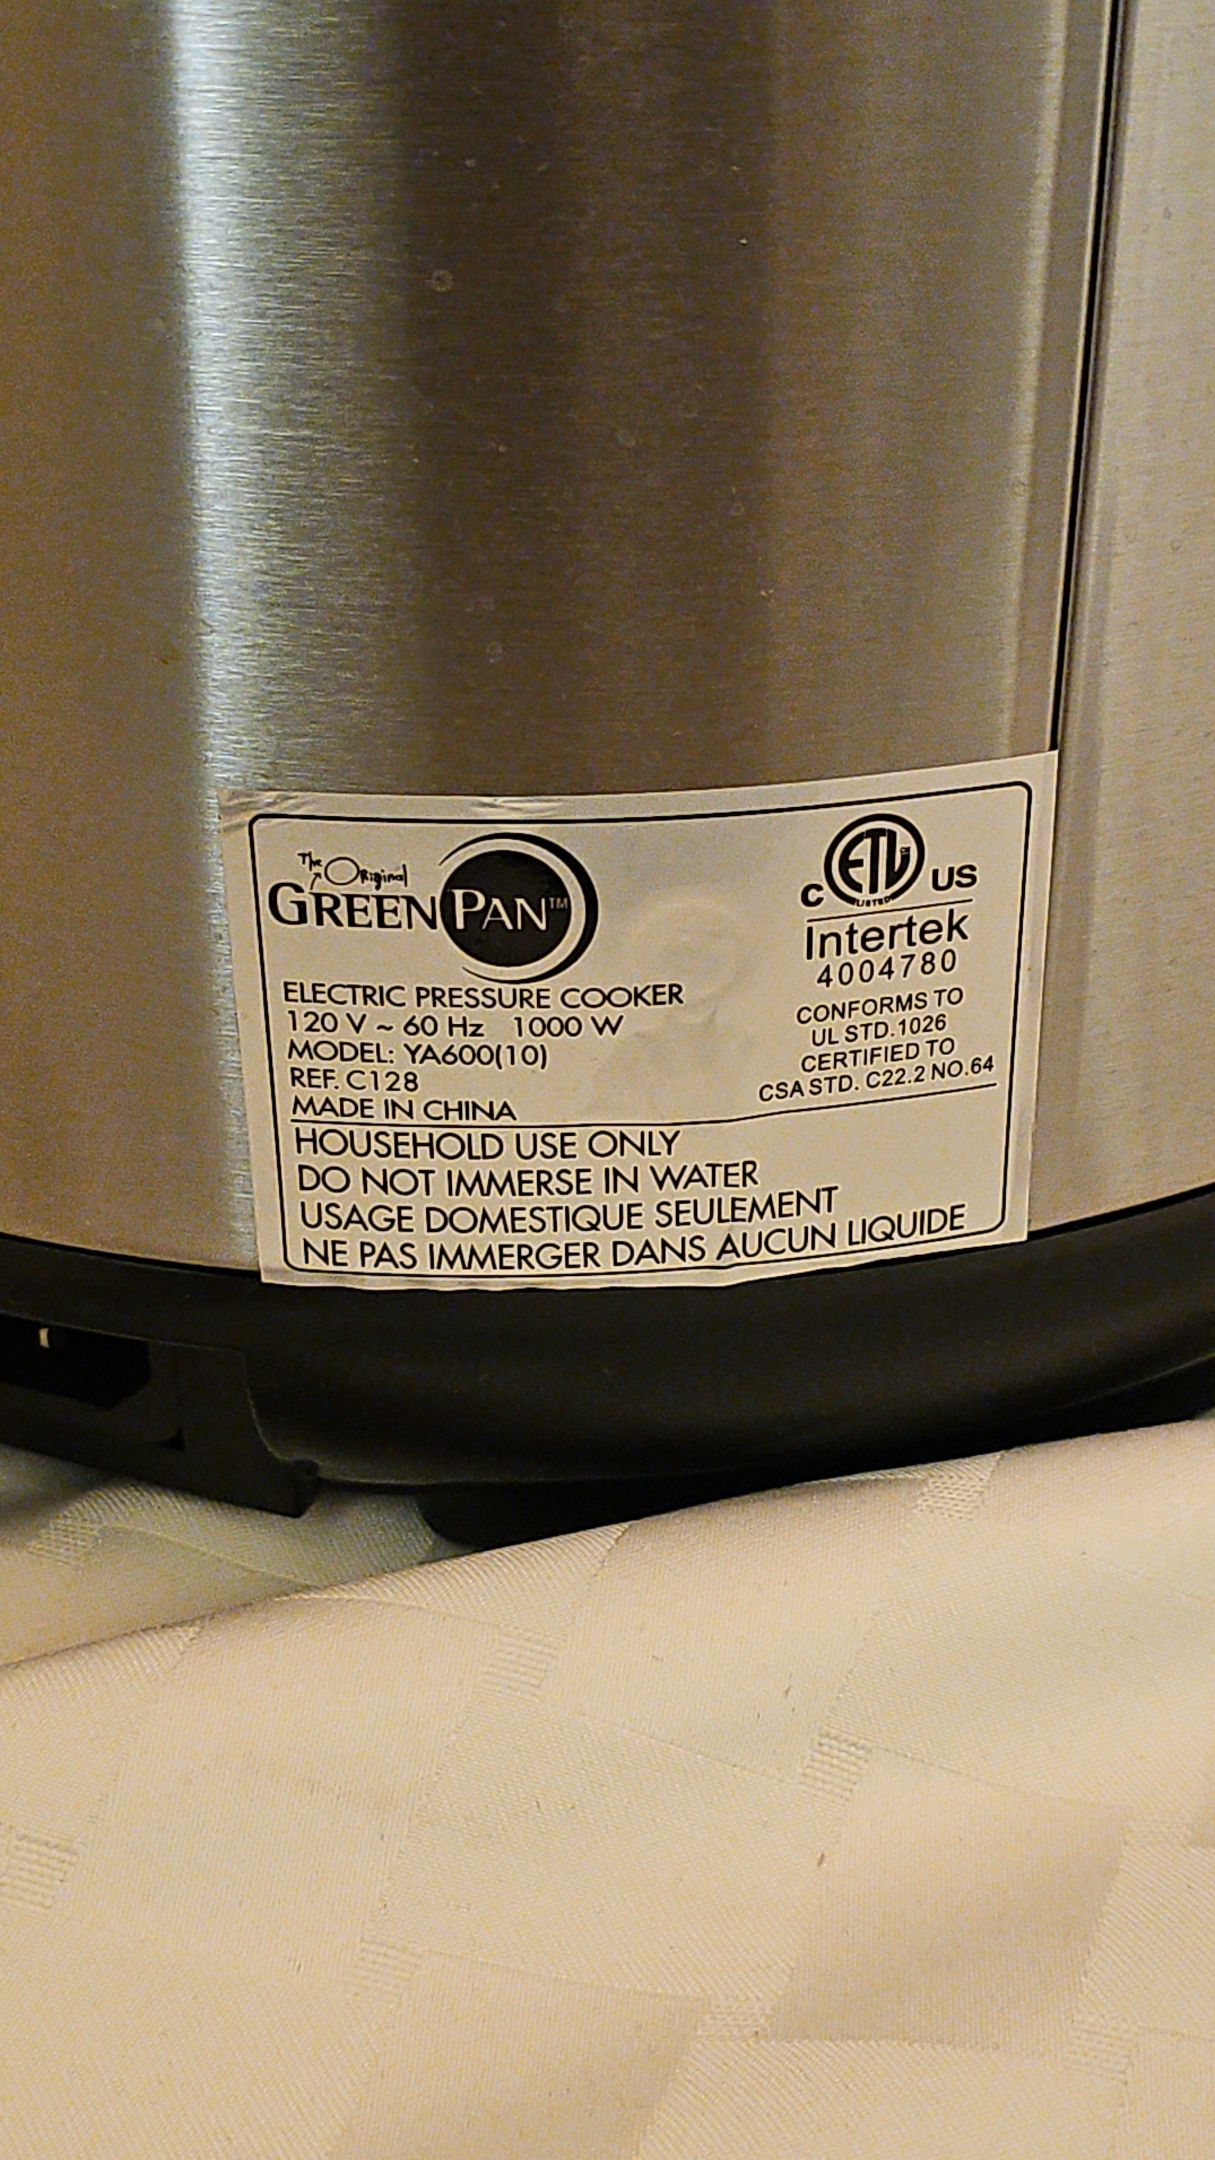 The Original
GREENPAN™
ELECTRIC PRESSURE COOKER
120 V ~ 60 Hz 1000 W
MODEL: YA600(10)
REF. C128
MADE IN CHINA
C ETL US
LISTED
Intertek
4004780
CONFORMS TO
UL STD.1026
CERTIFIED TO
CSA STD. C22.2 NO.64
HOUSEHOLD USE ONLY
DO NOT IMMERSE IN WATER
USAGE DOMESTIQUE SEULEMENT
NE PAS IMMERGER DANS AUCUN LIQUIDE